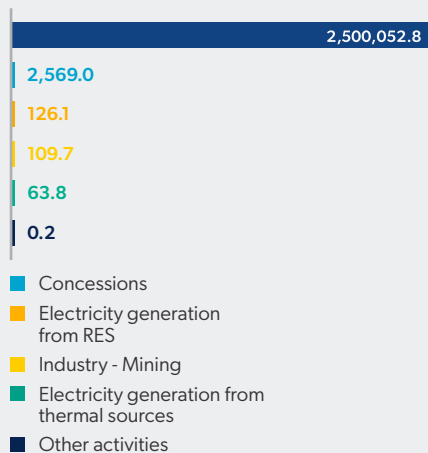 2,500,052.8
2,569.0
126.1
109.7
63.8
0.2
Concessions
Electricity generation
from RES
Industry - Mining
Electricity generation from
thermal sources
Other activities